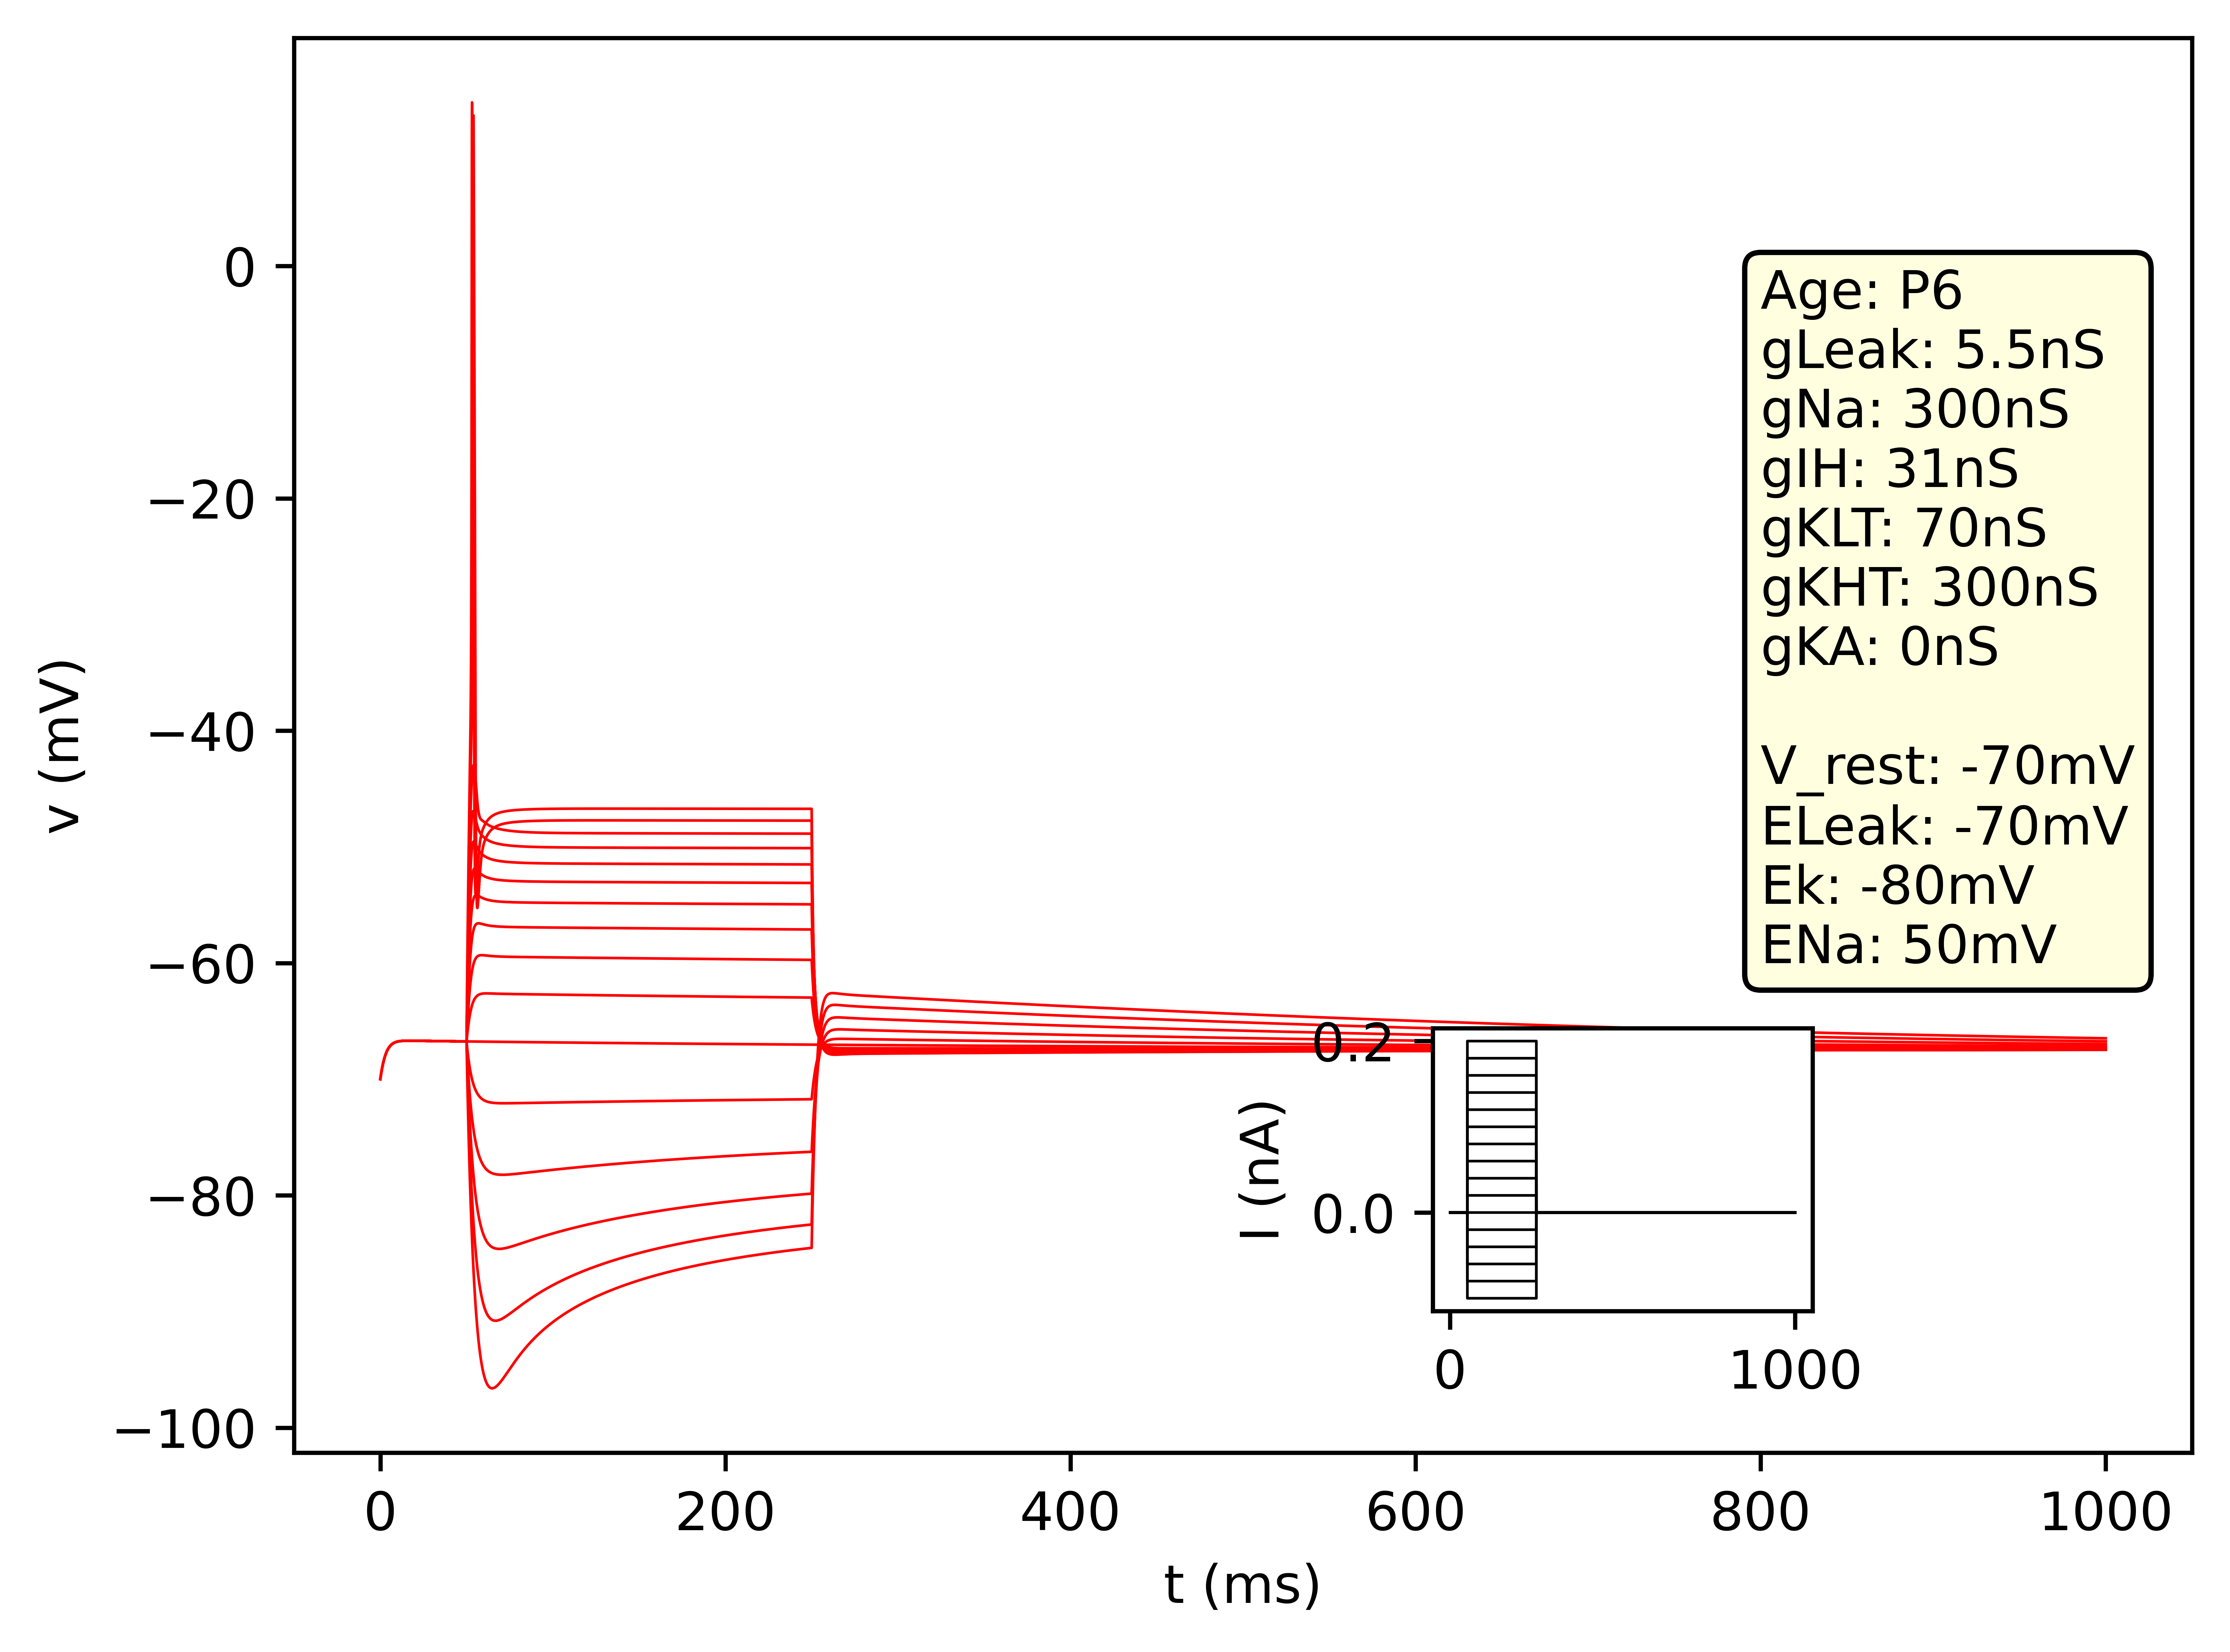 0
−20
−40
−60
−80
−100
v (mV)
0
200
400
600
800
1000
t (ms)
Age: P6
gLeak: 5.5nS
gNa: 300nS
gIH: 31nS
gKLT: 70nS
gKHT: 300nS
gKA: 0nS
V_rest: -70mV
ELeak: -70mV
Ek: -80mV
ENa: 50mV
0.2
0.0
I (nA)
0
1000